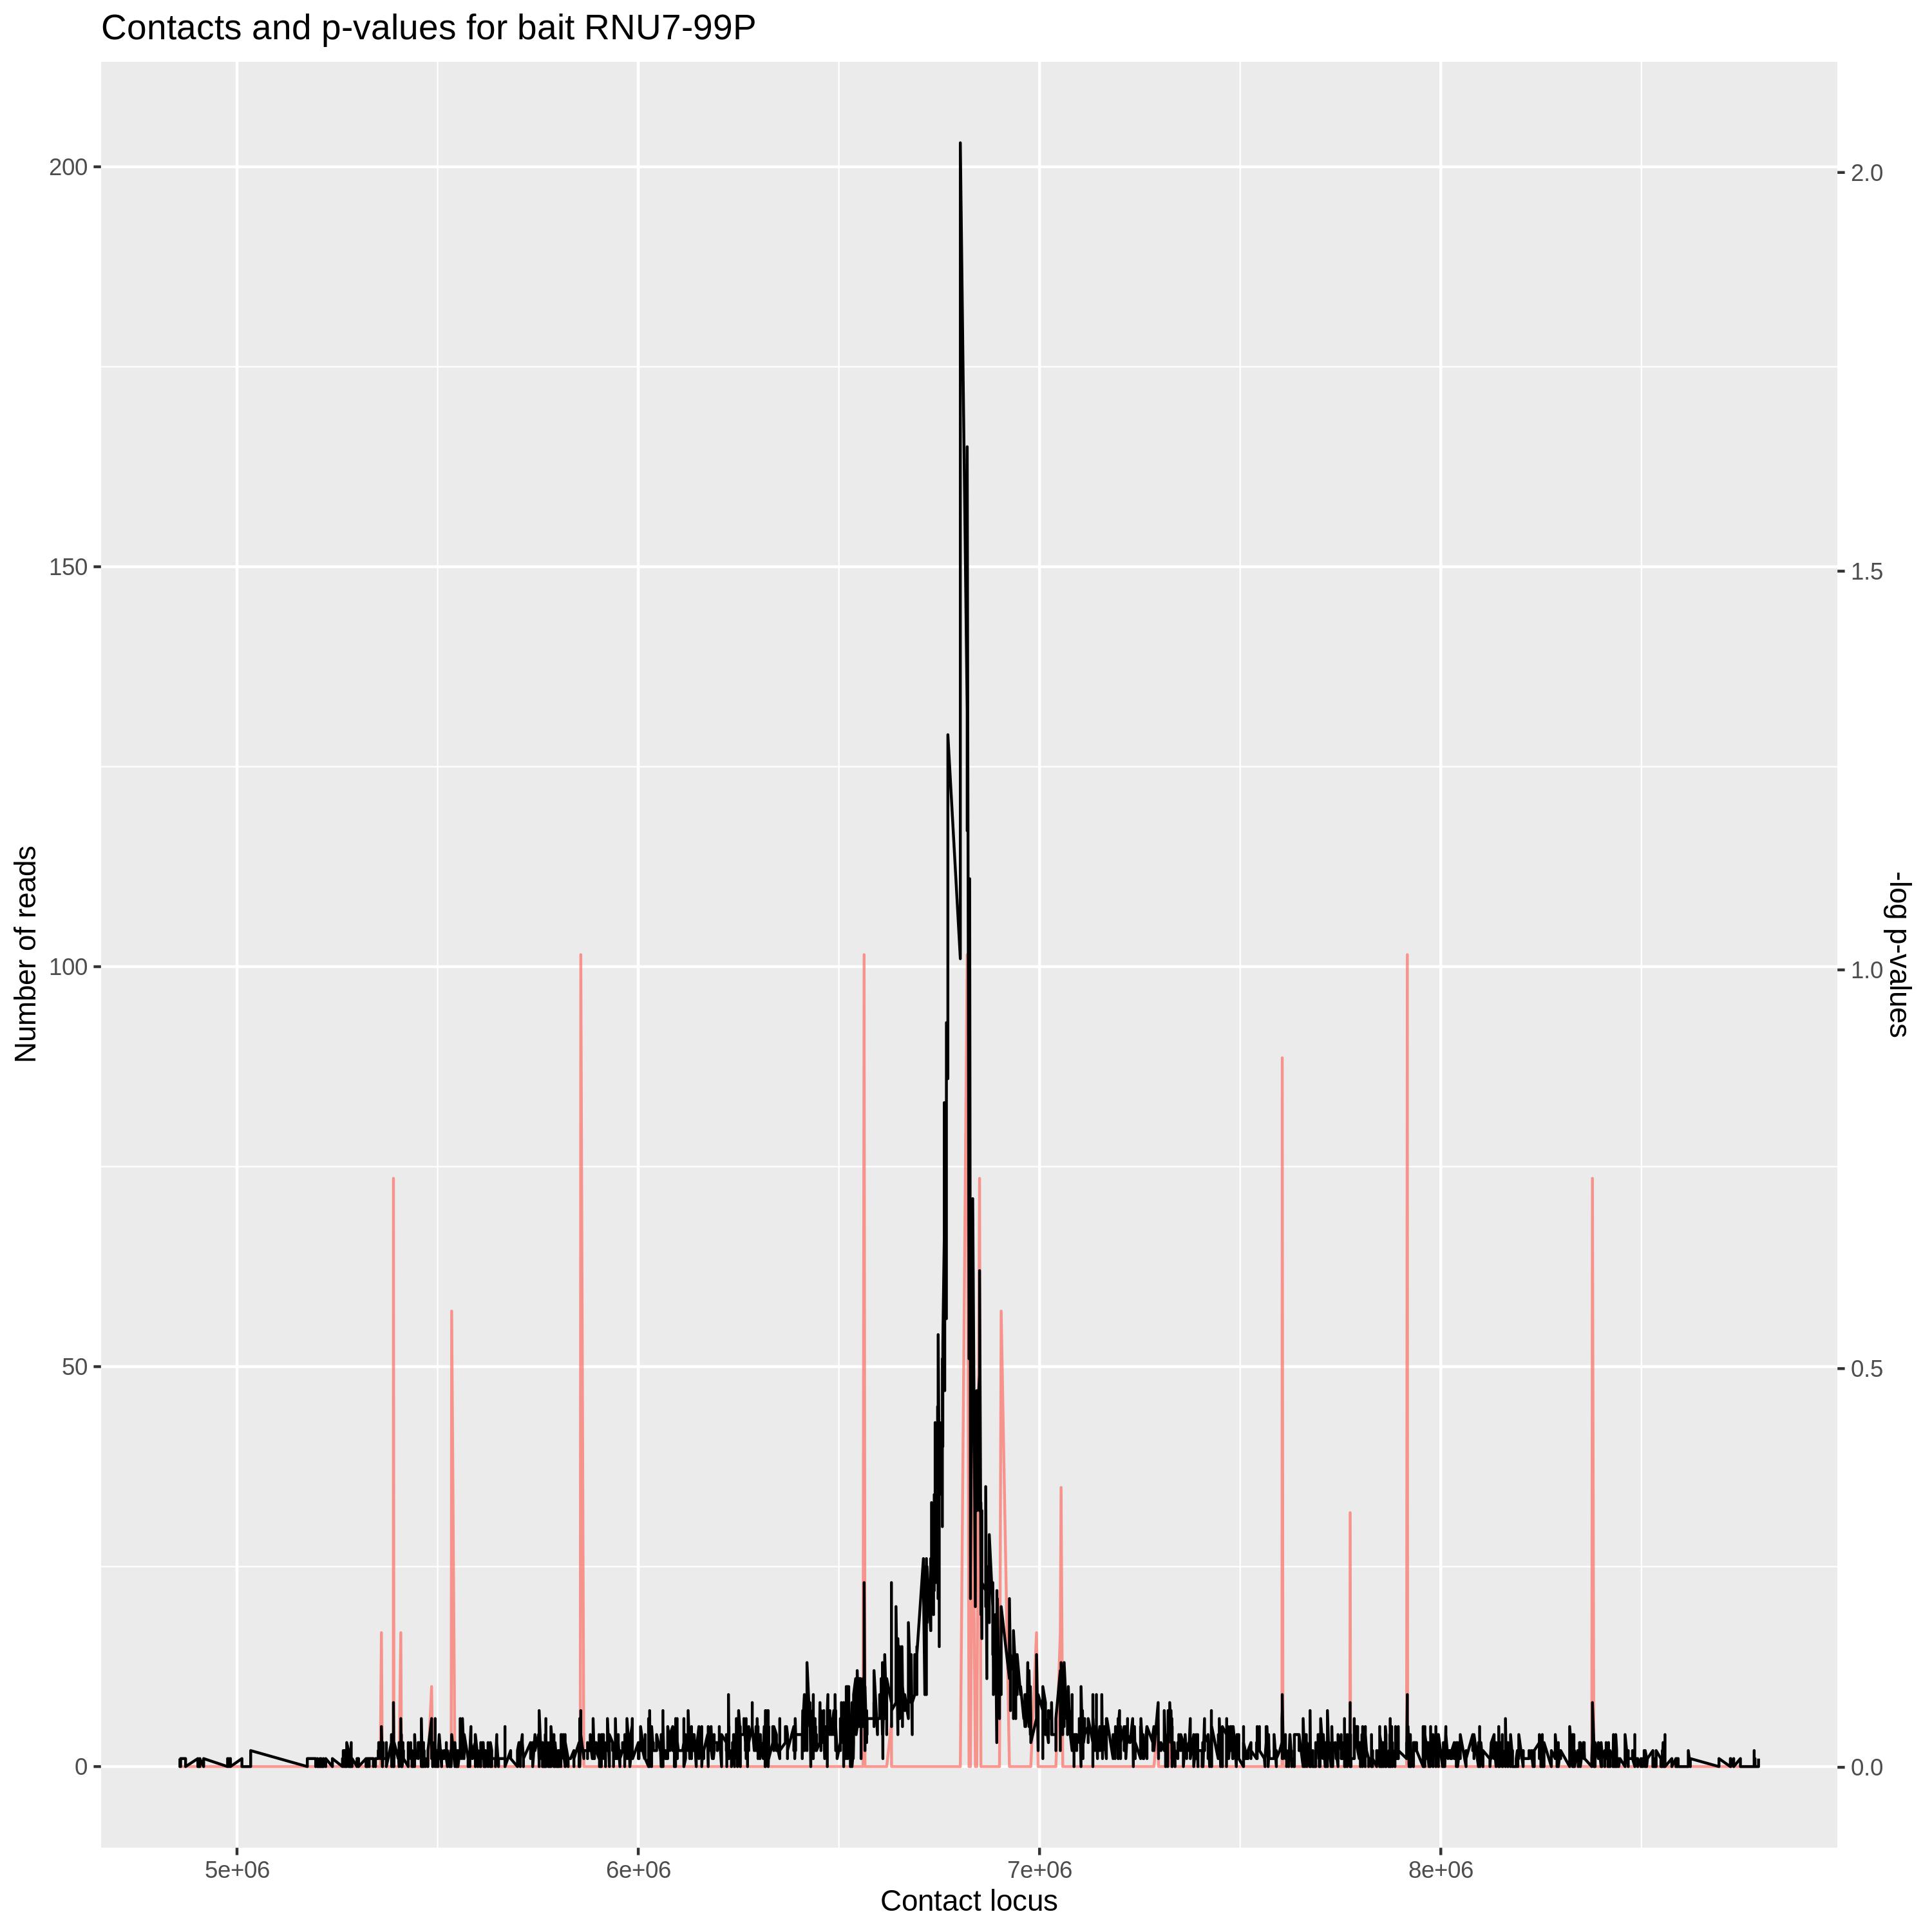 Contacts and p-values for bait RNU7-99P
200
150
100
50
0
Number of reads
2.0
1.5
1.0
0.5
0.0
-log p-values
5e+06
6e+06
7e+06
8e+06
Contact locus